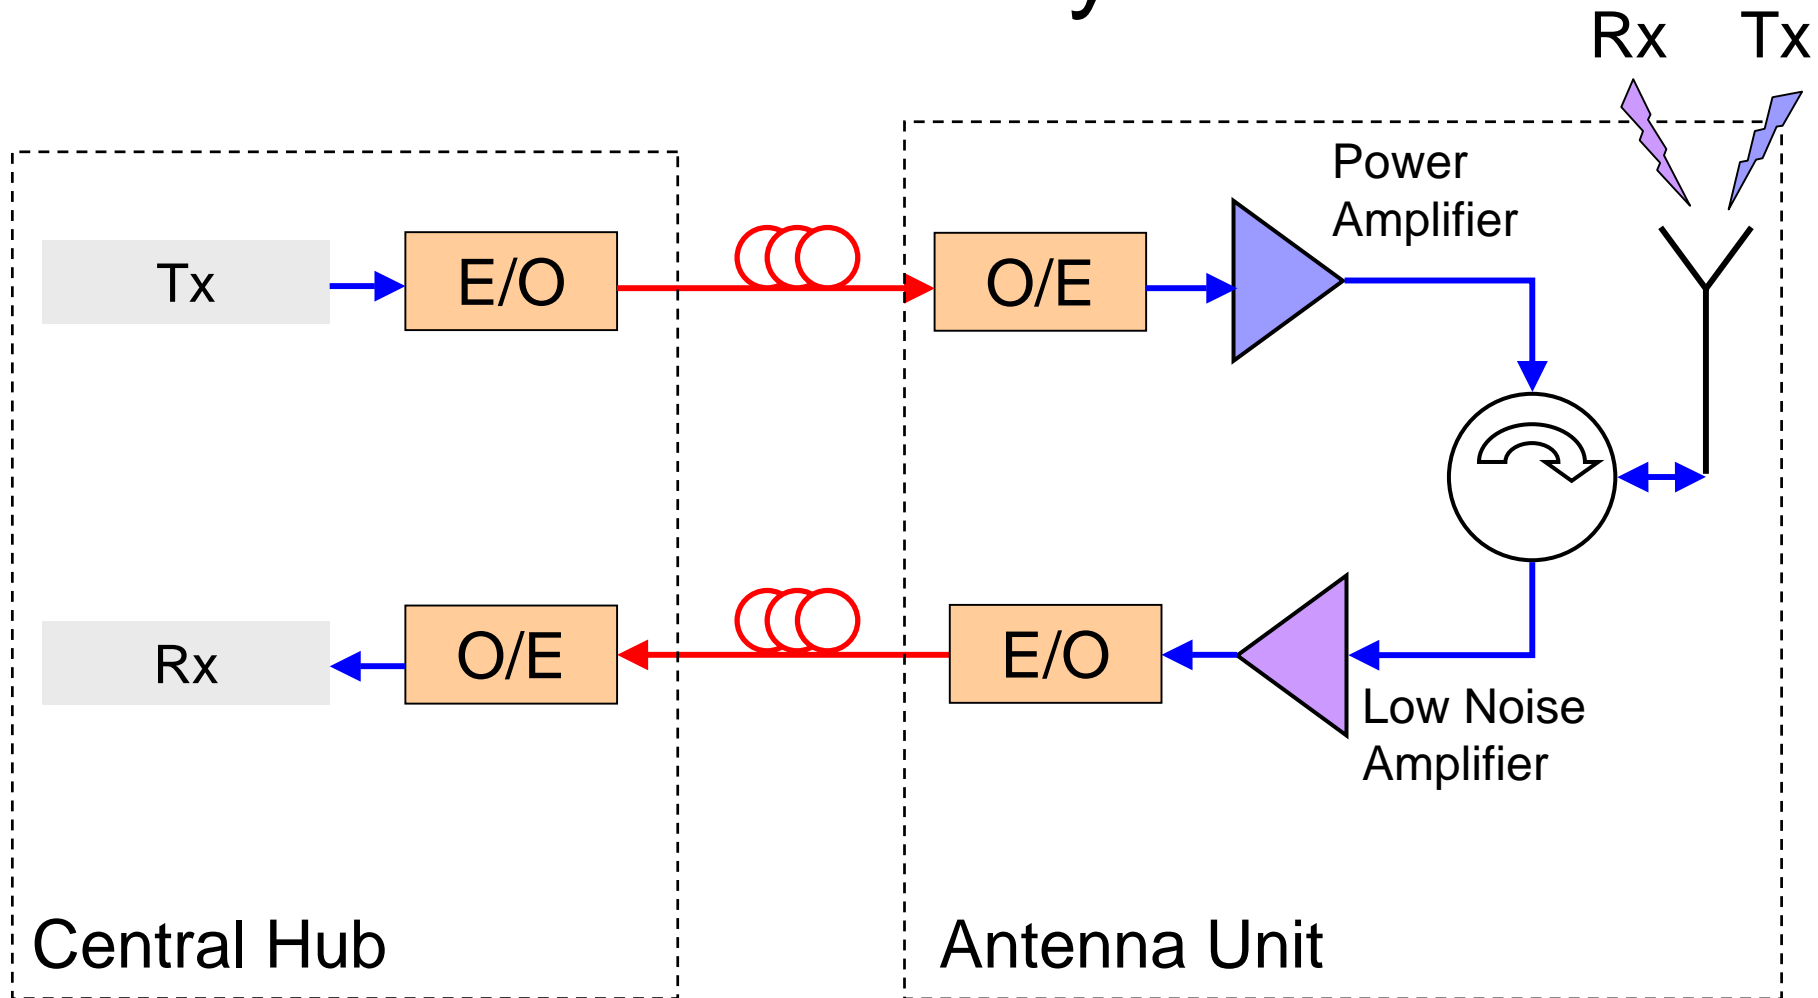 Rx Tx
Power
Amplifier
Tx
E/O
O/E
Rx
O/E
E/O
Low Noise
Amplifier
Central Hub
Antenna Unit